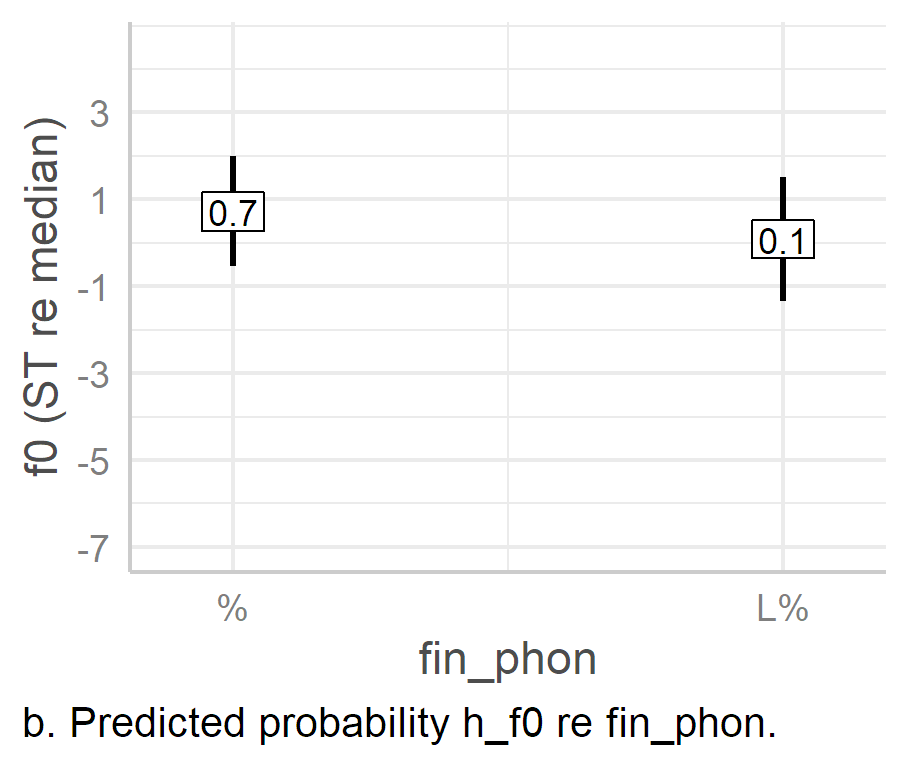 f0 (ST re median)
3
1
-1
-3
-5
-7
0.7
0.1
%
L%
fin_phon
b. Predicted probability h_f0 re fin_phon.